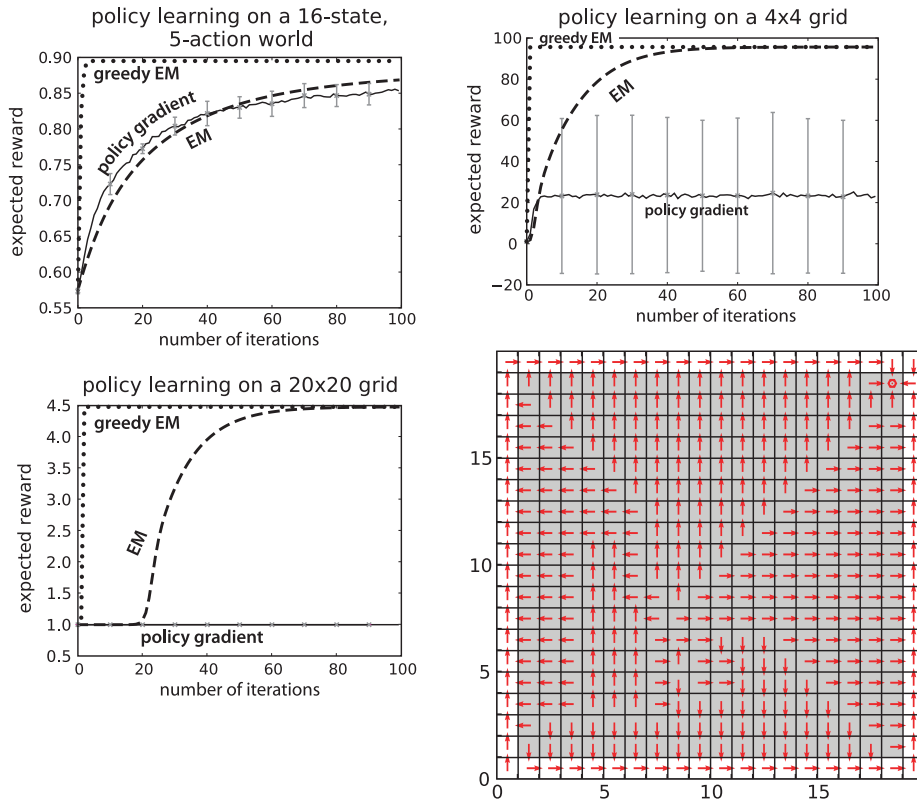 policy learning on a 16-state,
5-action world
0.90
0.85
0.80
0.75
0.70
0.65
0.60
0.55
expected reward
greedy EM
policy gradient
EM
0
20
40
60
80
100
number of iterations
policy learning on a 4x4 grid
100
80
60
40
20
0
−20
expected reward
greedy EM
EM
policy gradient
0
20
40
60
80
100
number of iterations
policy learning on a 20x20 grid
4.5
4.0
3.5
3.0
2.5
2.0
1.5
1.0
0.5
expected reward
greedy EM
EM
policy gradient
0
20
40
60
80
100
number of iterations
15
10
5
0
0
5
10
15